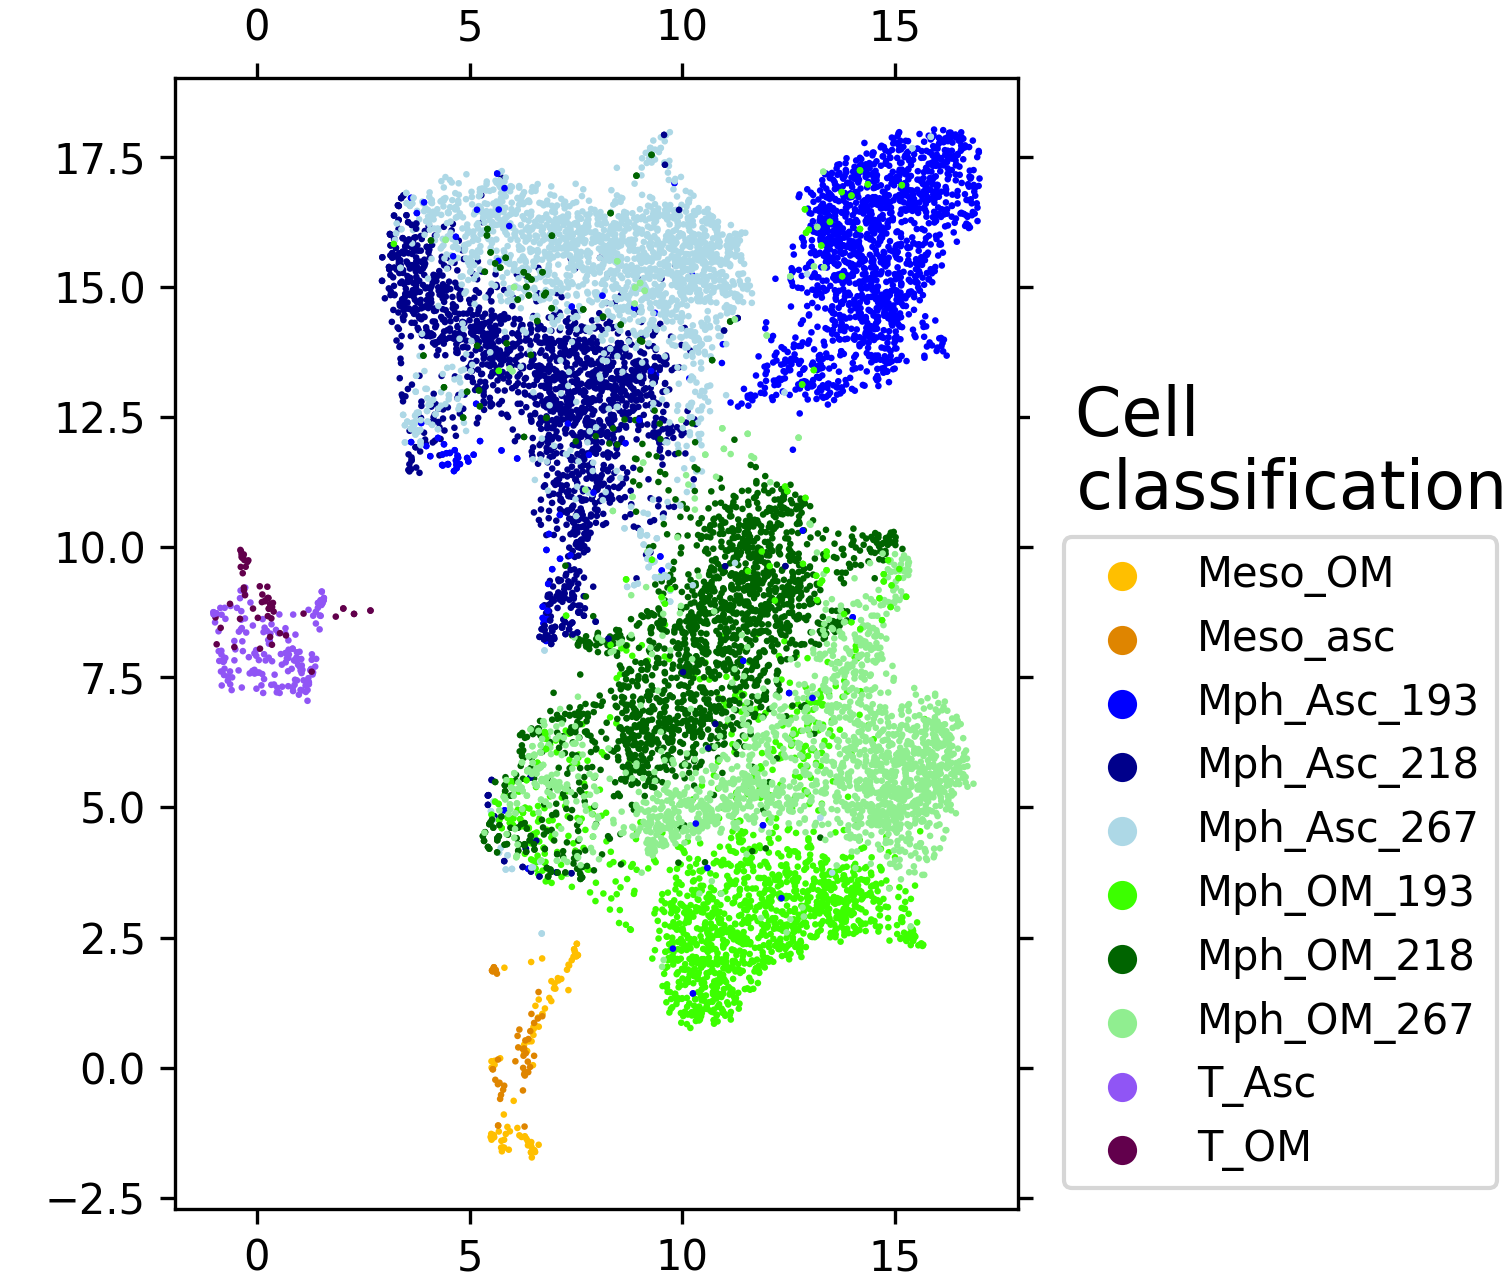 0 5 10 15
17.5
15.0
12.5
10.0
7.5
5.0
2.5
0.0
−2.5
0 5 10 15
Cell
classification
Meso_OM
Meso_asc
Mph_Asc_193
Mph_Asc_218
Mph_Asc_267
Mph_OM_193
Mph_OM_218
Mph_OM_267
T_Asc
T_OM